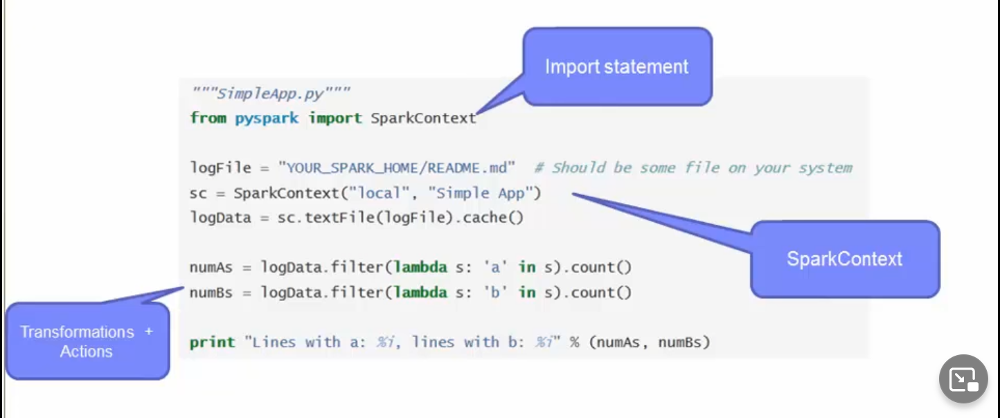 Import statement
"""SimpleApp.py"""
from pyspark import SparkContext
logFile = "YOUR_SPARK_HOME/README.md"  # Should be some file on your system
sc = SparkContext("local", "Simple App")
logData = sc.textFile(logFile).cache()
SparkContext
numAs = logData.filter(lambda s: 'a' in s).count()
numBs = logData.filter(lambda s: 'b' in s).count()
Transformations +
Actions
print "Lines with a: %i, lines with b: %i" % (numAs, numBs)